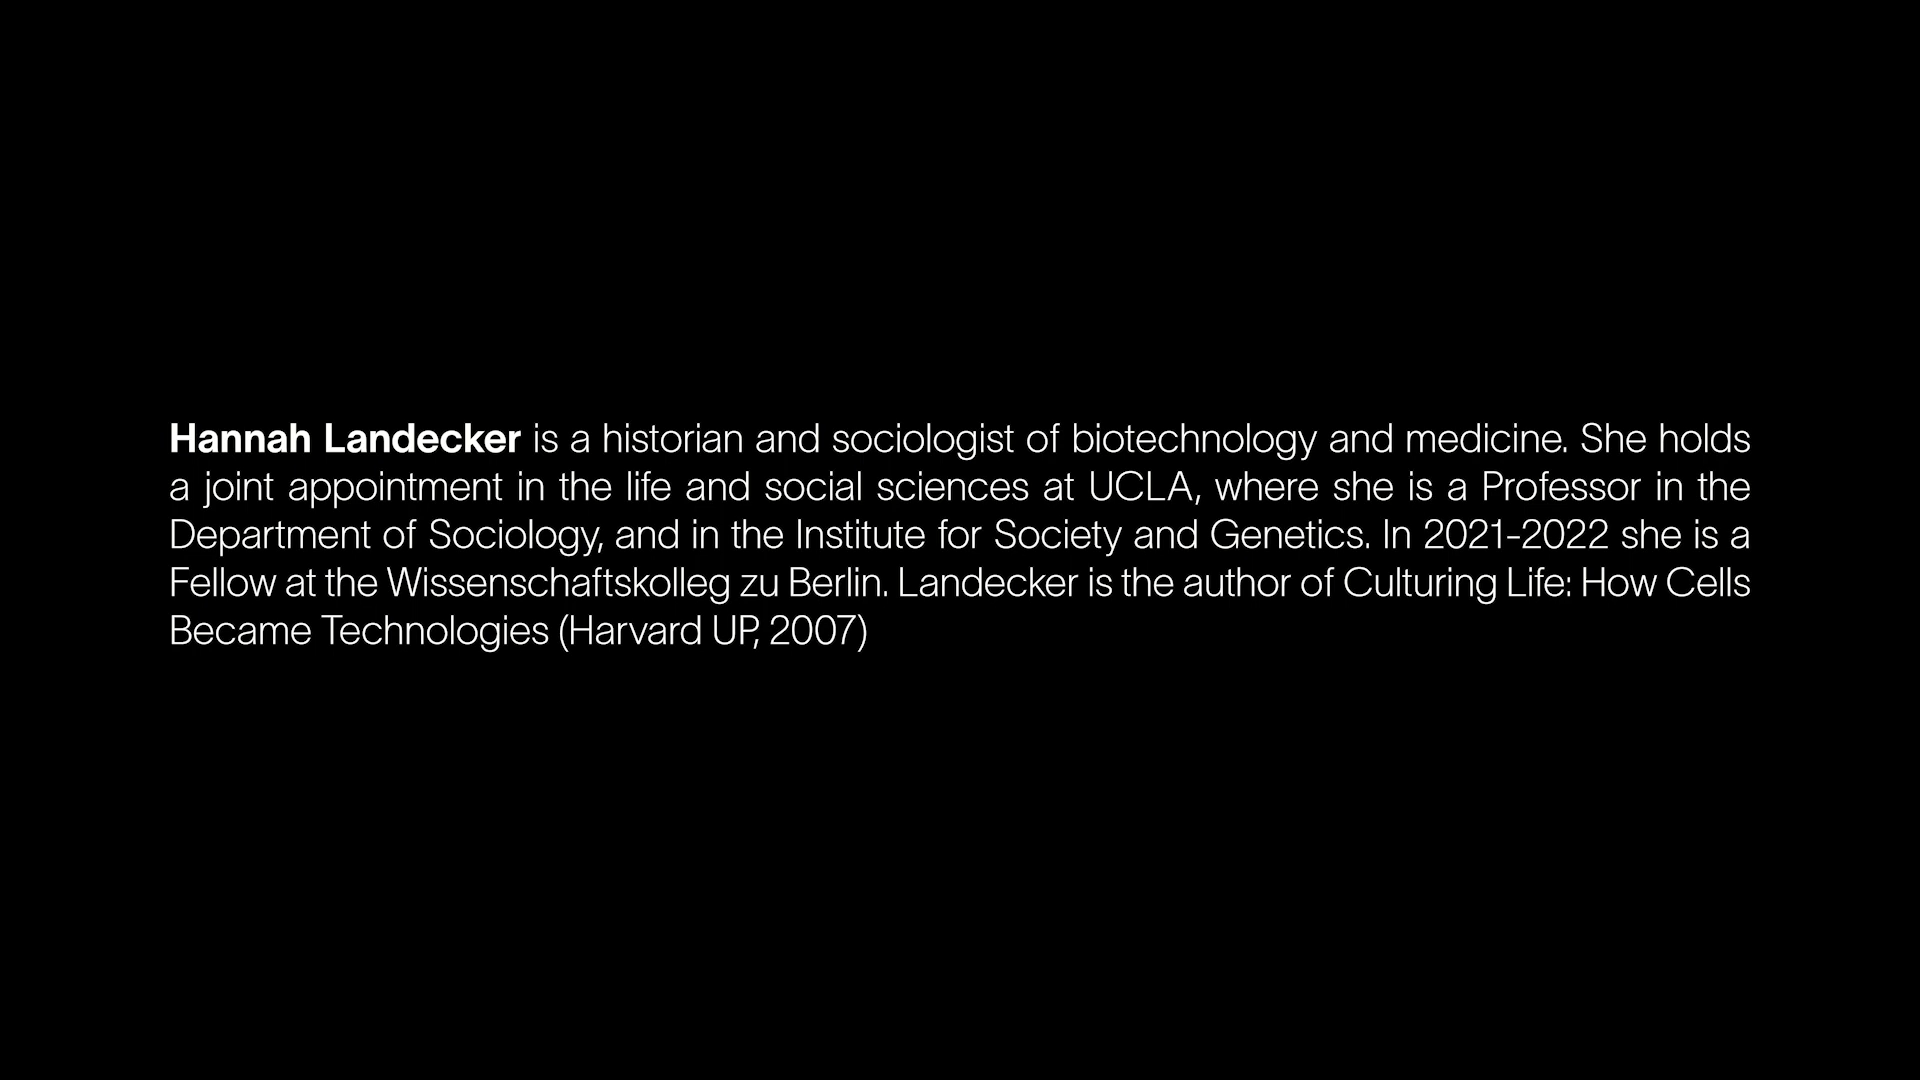 Hannah Landecker is a historian and sociologist of biotechnology and medicine. She holds
a joint appointment in the life and social sciences at UCLA, where she is a Professor in the
Department of Sociology, and in the Institute for Society and Genetics. In 2021-2022 she is a
Fellow at the Wissenschaftskolleg zu Berlin. Landecker is the author of Culturing Life: How Cells
Became Technologies (Harvard UP, 2007)